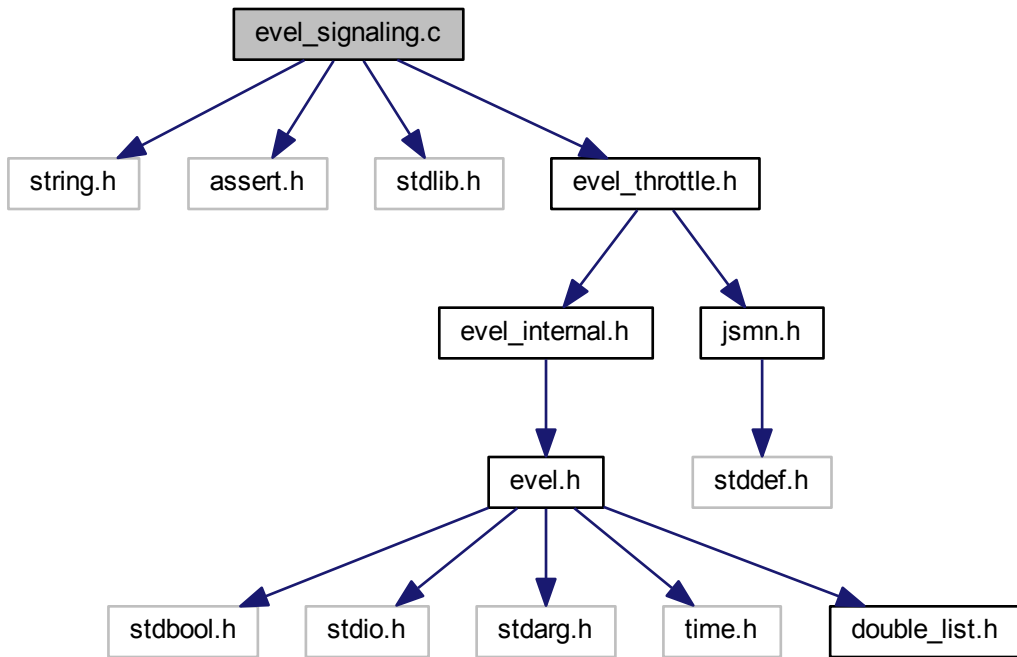 evel_signaling.c
string.h
assert.h
stdlib.h
evel_throttle.h
evel_internal.h
jsmn.h
evel.h
stddef.h
stdbool.h
stdio.h
stdarg.h
time.h
double_list.h